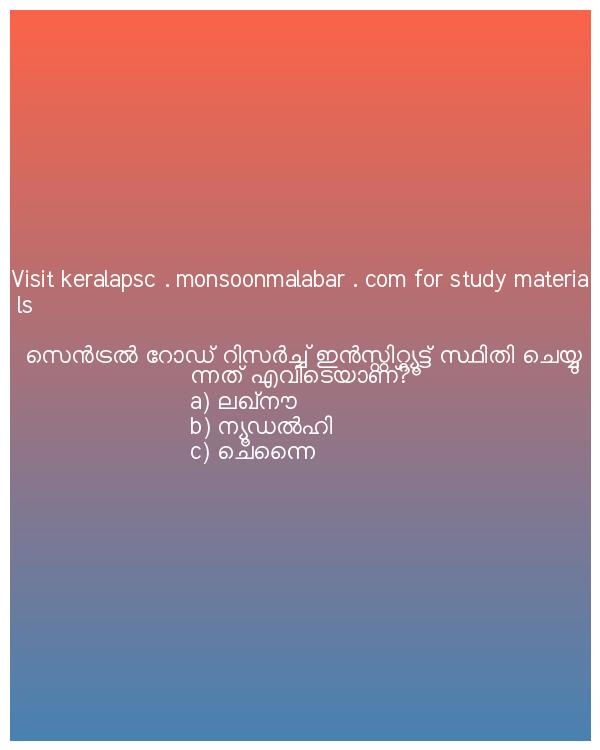 Visit keralapsc . monsoonmalabar . com for study materia
ls
സെൻട്രൽ റോഡ് റിസർച്ച് ഇൻസ്റ്റിറ്റ്യൂട്ട് സ്ഥിതി ചെയ്യു
ന്നത് എവിടെയാണ്?
a) ലഖ്നൗ
b) ന്യൂഡൽഹി
c) ചെന്നൈ